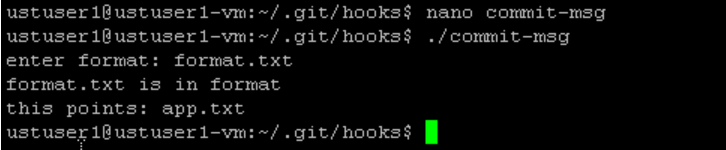 ustuser1@ustuser1-vm:~/.git/hooks$ nano commit-msg
ustuser1@ustuser1-vm:~/.git/hooks$ ./commit-msg
enter format: format.txt
format.txt is in format
this points: app.txt
ustuser1@ustuser1-vm:~/.git/hooks$